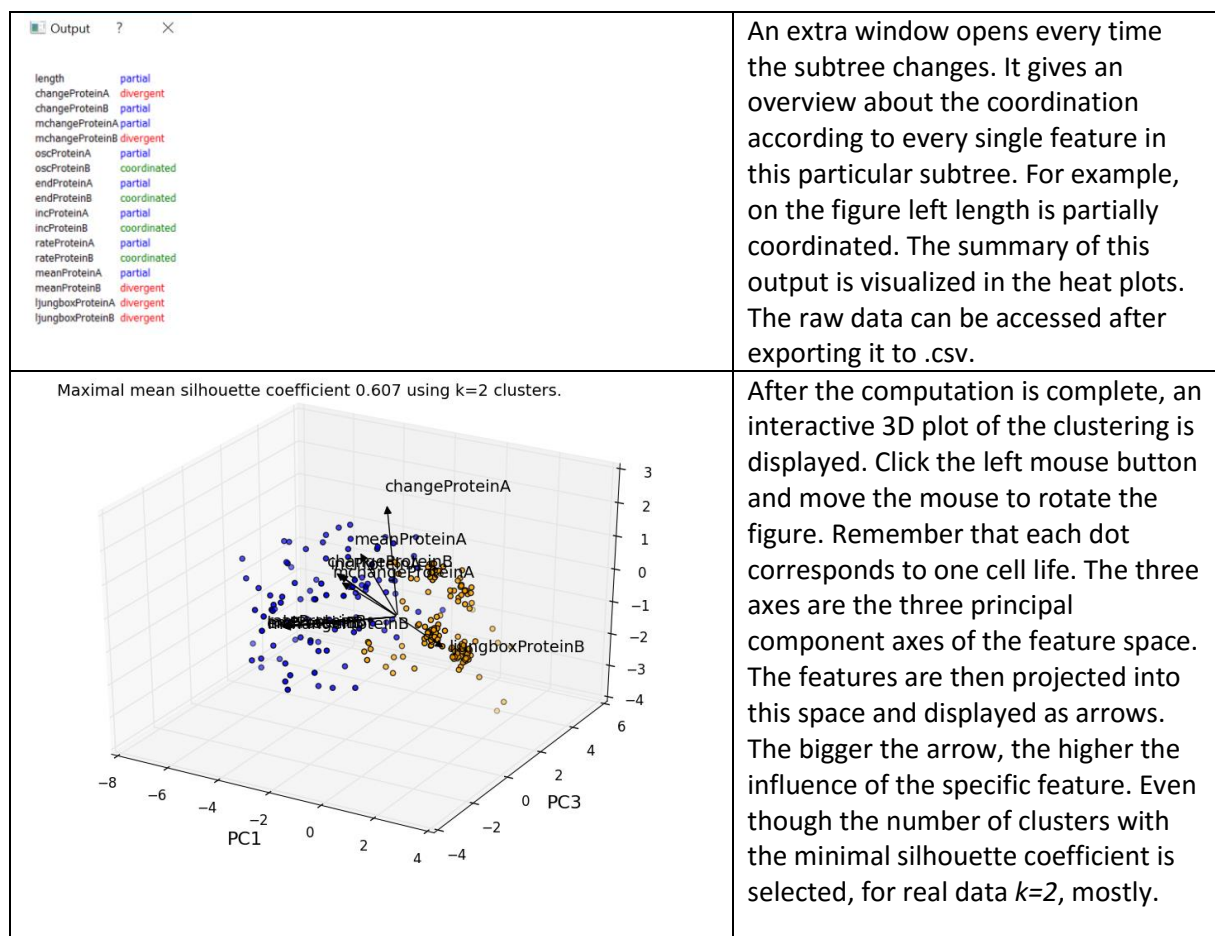 Output ? ×
length partial
changeProteinA divergent
changeProteinB partial
mchangeProteinA partial
mchangeProteinB divergent
oscProteinA partial
oscProteinB coordinated
endProteinA partial
endProteinB coordinated
incProteinA partial
incProteinB coordinated
rateProteinA partial
rateProteinB coordinated
meanProteinA partial
meanProteinB divergent
ljungboxProteinA divergent
ljungboxProteinB divergent
An extra window opens every time
the subtree changes. It gives an
overview about the coordination
according to every single feature in
this particular subtree. For example,
on the figure left length is partially
coordinated. The summary of this
output is visualized in the heat plots.
The raw data can be accessed after
exporting it to .csv.
Maximal mean silhouette coefficient 0.607 using k=2 clusters.
changeProteinA
meanProteinA
changeProteinB
mchangeProteinA
mchangeProteinB
ljungboxProteinB
3
2
1
0
−1
−2
−3
−4
6
4
2
0
−2
−4
PC3
−8
−6
−4
−2
0
2
4
PC1
After the computation is complete, an
interactive 3D plot of the clustering is
displayed. Click the left mouse button
and move the mouse to rotate the
figure. Remember that each dot
corresponds to one cell life. The three
axes are the three principal
component axes of the feature space.
The features are then projected into
this space and displayed as arrows.
The bigger the arrow, the higher the
influence of the specific feature. Even
though the number of clusters with
the minimal silhouette coefficient is
selected, for real data k=2, mostly.